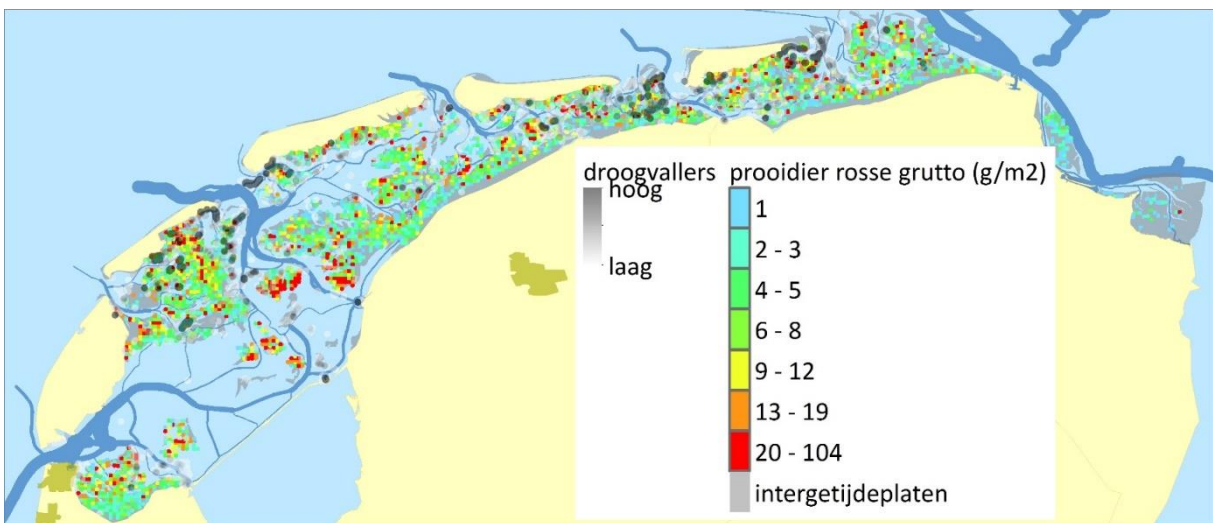 droogvallers
hoog
laag
prooidier rosse grutto (g/m2)
1
2 - 3
4 - 5
6 - 8
9 - 12
13 - 19
20 - 104
intergetijdeplaten